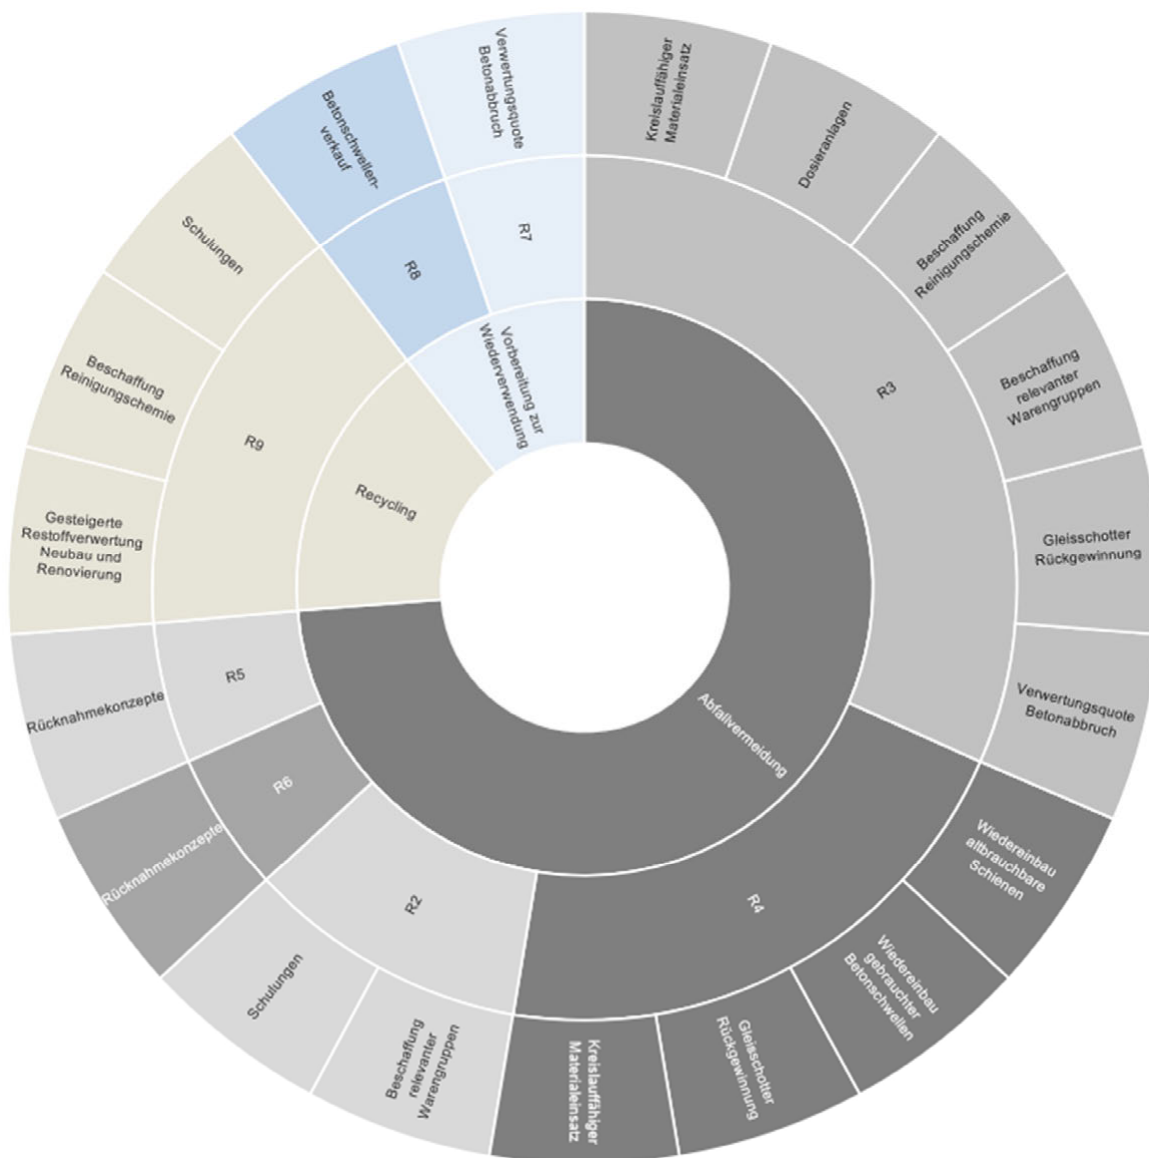 Kreislauffähiger
Materialeinsatz
Dosieranlagen
Beschaffung
Reinigungschemie
Beschaffung
relevanter
Warengruppen
Gleisschotter
Rückgewinnung
Verwertungsquote
Betonabbruch
Wiedereinbau
altbrauchbare
Schienen
Wiedereinbau
gebrauchter
Betonschwellen
Gleisschotter
Rückgewinnung
Kreislauffähiger
Materialeinsatz
Beschaffung
relevanter
Warengruppen
Schulungen
Rücknahmekonzepte
Rücknahmekonzepte
Gesteigerte
Restoffverwertung
Neubau und
Renovierung
Beschaffung
Reinigungschemie
Schulungen
Betonschwellen-
verkauf
Verwertungsquote
Betonabbruch
R3
R4
R2
R6
R5
R9
R8
R7
Abfallvermeidung
Recycling
Vorbereitung zur
Wiederverwendung